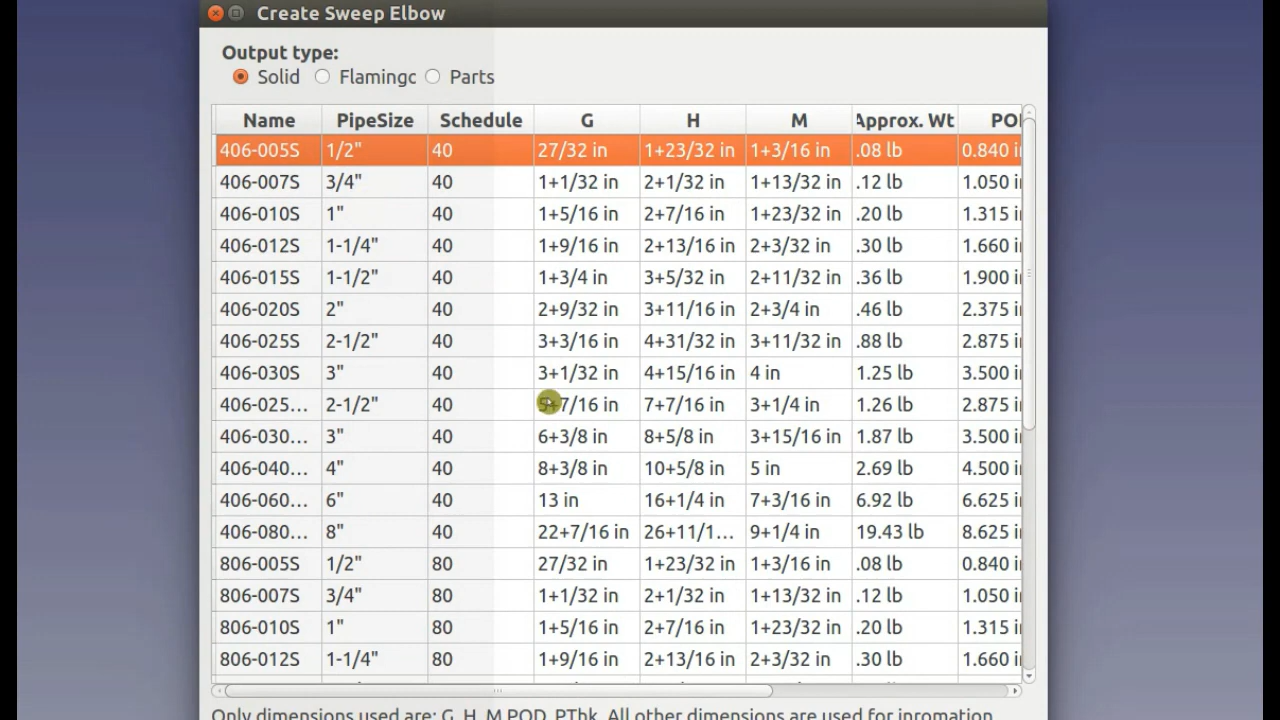 Create Sweep Elbow
Output type:
Solid Flamingc Parts
Name PipeSize Schedule G H M Approx. Wt POI
406-005S 1/2" 40 27/32 in 1+23/32 in 1+3/16 in .08 lb 0.840 i
406-007S 3/4" 40 1+1/32 in 2+1/32 in 1+13/32 in .12 lb 1.050 i
406-010S 1" 40 1+5/16 in 2+7/16 in 1+23/32 in .20 lb 1.315 i
406-012S 1-1/4" 40 1+9/16 in 2+13/16 in 2+3/32 in .30 lb 1.660 i
406-015S 1-1/2" 40 1+3/4 in 3+5/32 in 2+11/32 in .36 lb 1.900 i
406-020S 2" 40 2+9/32 in 3+11/16 in 2+3/4 in .46 lb 2.375 i
406-025S 2-1/2" 40 3+3/16 in 4+31/32 in 3+11/32 in .88 lb 2.875 i
406-030S 3" 40 3+1/32 in 4+15/16 in 4 in 1.25 lb 3.500 i
406-025... 2-1/2" 40 5+7/16 in 7+7/16 in 3+1/4 in 1.26 lb 2.875 i
406-030... 3" 40 6+3/8 in 8+5/8 in 3+15/16 in 1.87 lb 3.500 i
406-040... 4" 40 8+3/8 in 10+5/8 in 5 in 2.69 lb 4.500 i
406-060... 6" 40 13 in 16+1/4 in 7+3/16 in 6.92 lb 6.625 i
406-080... 8" 40 22+7/16 in 26+11/1... 9+1/4 in 19.43 lb 8.625 i
806-005S 1/2" 80 27/32 in 1+23/32 in 1+3/16 in .08 lb 0.840 i
806-007S 3/4" 80 1+1/32 in 2+1/32 in 1+13/32 in .12 lb 1.050 i
806-010S 1" 80 1+5/16 in 2+7/16 in 1+23/32 in .20 lb 1.315 i
806-012S 1-1/4" 80 1+9/16 in 2+13/16 in 2+3/32 in .30 lb 1.660 i
Only dimensions used are: G, H, M POD, PThk. All other dimensions are used for inromation.